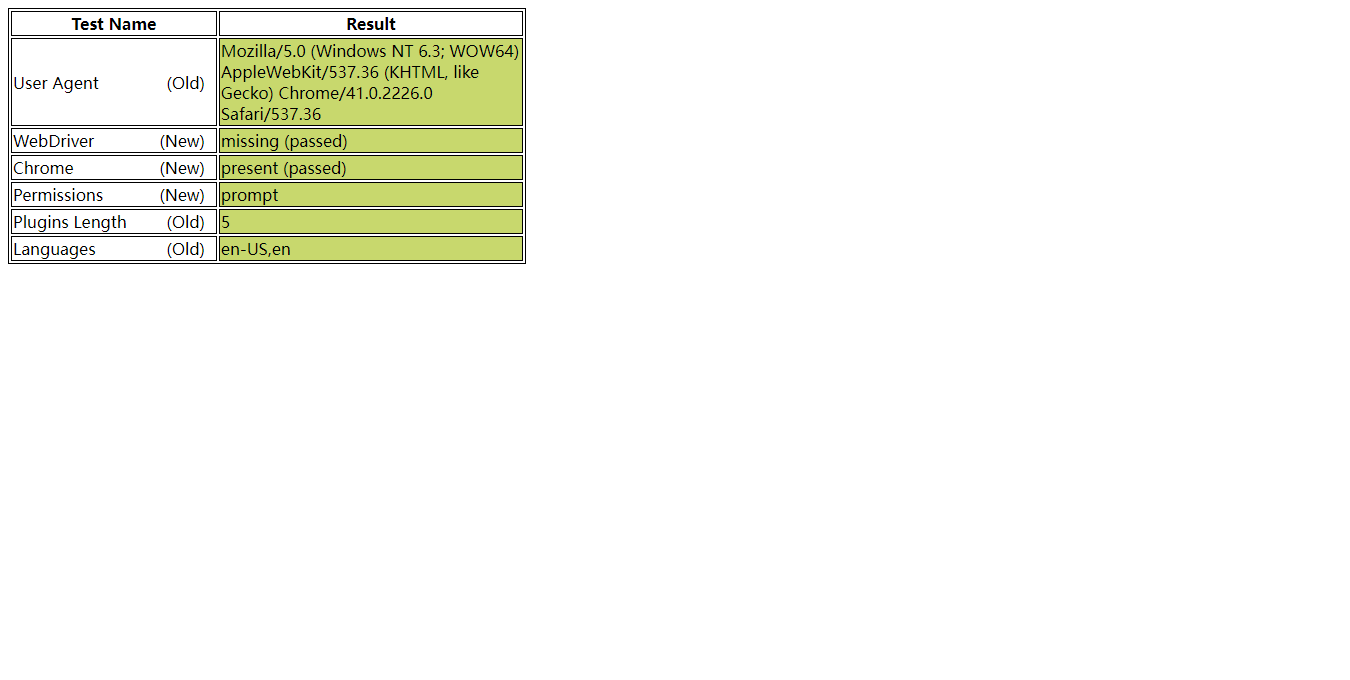 Test Name Result
Mozilla/5.0 (Windows NT 6.3; WOW64)
AppleWebKit/537.36 (KHTML, like
User Agent (Old)
Gecko) Chrome/41.0.2226.0
Safari/537.36
WebDriver (New) missing (passed)
Chrome (New) present (passed)
Permissions (New) prompt
Plugins Length (Old) 5
Languages (Old) en-US,en